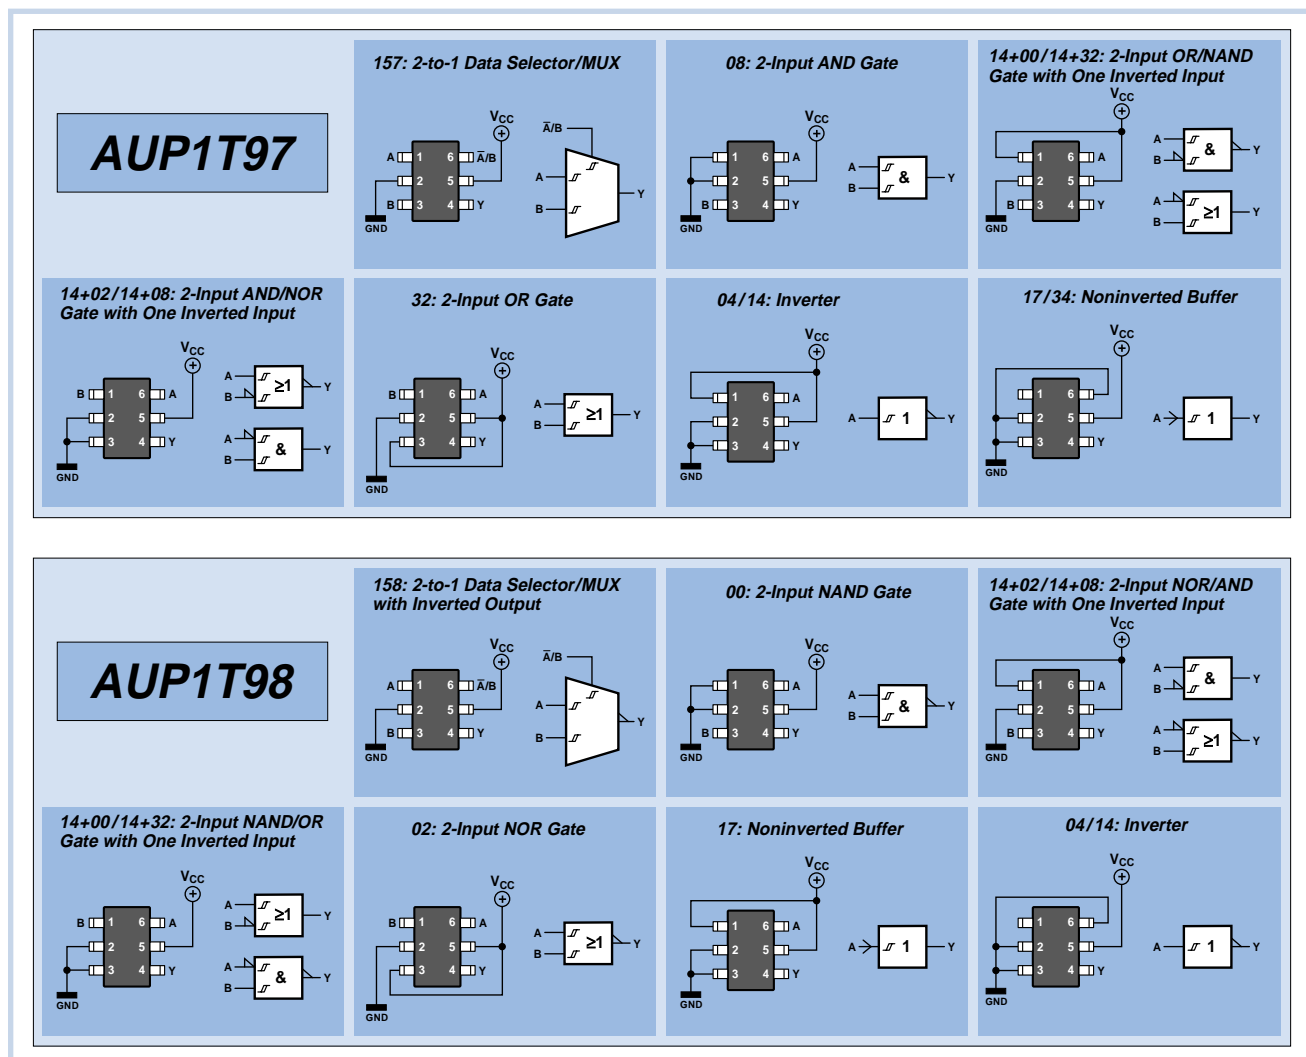 AUP1T97
157: 2-to-1 Data Selector/MUX
VCC
A 1 6 A̅/B
2 5
B 3 4 Y
GND
A̅/B
A
B
Y
08: 2-Input AND Gate
VCC
1 6 A
2 5
B 3 4 Y
GND
A
B
& Y
14+00/14+32: 2-Input OR/NAND
Gate with One Inverted Input
VCC
1 6 A
2 5
B 3 4 Y
GND
A
B
& Y
A
B
≥1 Y
14+02/14+08: 2-Input AND/NOR
Gate with One Inverted Input
VCC
B 1 6 A
2 5
3 4 Y
GND
A
B
≥1 Y
A
B
& Y
32: 2-Input OR Gate
VCC
B 1 6 A
2 5
3 4 Y
GND
A
B
≥1 Y
04/14: Inverter
VCC
1 6 A
2 5
3 4 Y
GND
A 1 Y
17/34: Noninverted Buffer
VCC
A 1 6
2 5
3 4 Y
GND
A 1 Y
AUP1T98
158: 2-to-1 Data Selector/MUX
with Inverted Output
VCC
A 1 6 A̅/B
2 5
B 3 4 Y
GND
A̅/B
A
B
Y
00: 2-Input NAND Gate
VCC
1 6 A
2 5
B 3 4 Y
GND
A
B
& Y
14+02/14+08: 2-Input NOR/AND
Gate with One Inverted Input
VCC
1 6 A
2 5
B 3 4 Y
GND
A
B
& Y
A
B
≥1 Y
14+00/14+32: 2-Input NAND/OR
Gate with One Inverted Input
VCC
B 1 6 A
2 5
3 4 Y
GND
A
B
≥1 Y
A
B
& Y
02: 2-Input NOR Gate
VCC
B 1 6 A
2 5
3 4 Y
GND
A
B
≥1 Y
17: Noninverted Buffer
VCC
1 6 A
2 5
3 4 Y
GND
A 1 Y
04/14: Inverter
VCC
A 1 6
2 5
3 4 Y
GND
A 1 Y